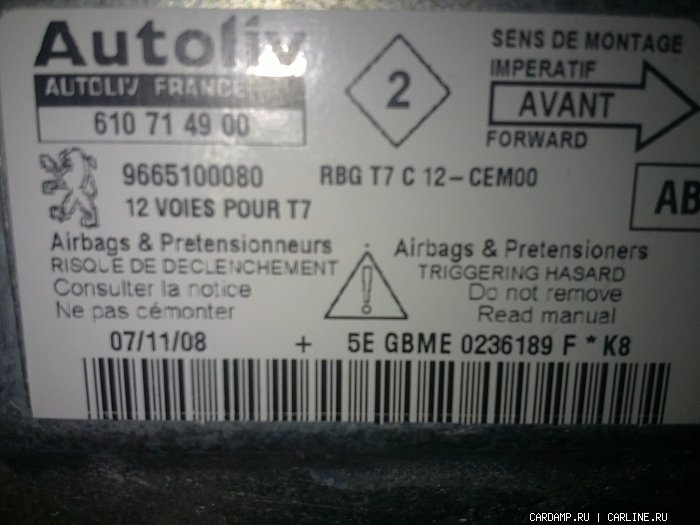 Autoliv
AUTOLIV FRANCE
610 71 49 00
2
SENS DE MONTAGE
IMPERATIF
AVANT
FORWARD
9665100080
RBG T7 C 12-CEM00
12 VOIES POUR T7
AB
Airbags & Pretensionneurs
RISQUE DE DECLENCHEMENT
Consulter la notice
Ne pas cémonter
!
Airbags & Pretensioners
TRIGGERING HASARD
Do not remove
Read manual
07/11/08 + 5E GBME 0236189 F * K8
CARDAMP.RU | CARLINE.RU